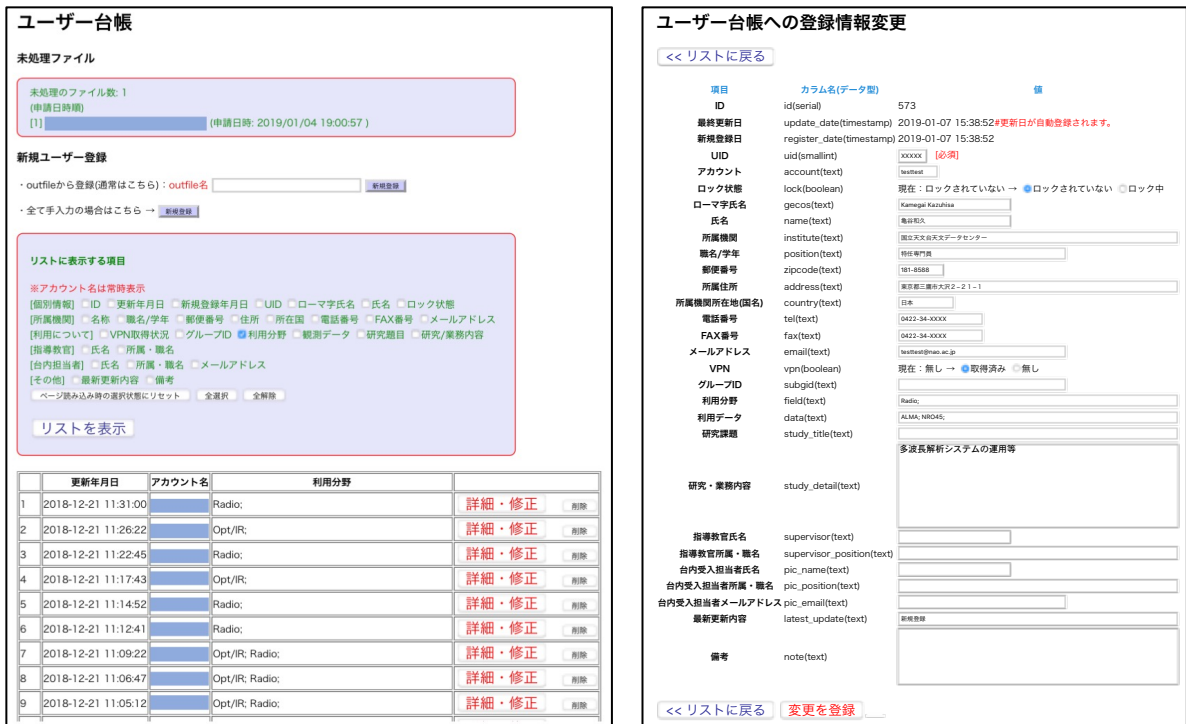 ユーザー台帳
未処理ファイル
未処理のファイル数: 1
(申請日時順)
[1] (申請日時: 2019/01/04 19:00:57 )
新規ユーザー登録
・outfileから登録(通常はこちら)：outfile名 新規登録
・全て手入力の場合はこちら → 新規登録
リストに表示する項目
※アカウント名は常時表示
[個別情報] ID 更新年月日 新規登録年月日 UID ローマ字氏名 氏名 ロック状態
[所属機関] 名称 職名/学年 郵便番号 住所 所在国 電話番号 FAX番号 メールアドレス
[利用について] VPN取得状況 グループID 利用分野 観測データ 研究題目 研究/業務内容
[指導教官] 氏名 所属・職名
[台内担当者] 氏名 所属・職名 メールアドレス
[その他] 最新更新内容 備考
ページ読み込み時の選択状態にリセット 全選択 全解除
リストを表示
更新年月日 アカウント名 利用分野
1 2018-12-21 11:31:00 Radio; 詳細・修正 削除
2 2018-12-21 11:26:22 Opt/IR; 詳細・修正 削除
3 2018-12-21 11:22:45 Radio; 詳細・修正 削除
4 2018-12-21 11:17:43 Opt/IR; 詳細・修正 削除
5 2018-12-21 11:14:52 Radio; 詳細・修正 削除
6 2018-12-21 11:12:41 Radio; 詳細・修正 削除
7 2018-12-21 11:09:22 Opt/IR; Radio; 詳細・修正 削除
8 2018-12-21 11:06:47 Opt/IR; Radio; 詳細・修正 削除
9 2018-12-21 11:05:12 Opt/IR; Radio; 詳細・修正 削除
ユーザー台帳への登録情報変更
<< リストに戻る
項目 カラム名(データ型) 値
ID id(serial) 573
最終更新日 update_date(timestamp) 2019-01-07 15:38:52#更新日が自動登録されます。
新規登録日 register_date(timestamp) 2019-01-07 15:38:52
UID uid(smallint) xxxxx [必須]
アカウント account(text) testtest
ロック状態 lock(boolean) 現在：ロックされていない → ロックされていない ロック中
ローマ字氏名 gecos(text) Kamegai Kazuhisa
氏名 name(text) 亀谷和久
所属機関 institute(text) 国立天文台天文データセンター
職名/学年 position(text) 特任専門員
郵便番号 zipcode(text) 181-8588
所属住所 address(text) 東京都三鷹市大沢２−２１−１
所属機関所在地(国名) country(text) 日本
電話番号 tel(text) 0422-34-XXXX
FAX番号 fax(text) 0422-34-XXXX
メールアドレス email(text) testtest@nao.ac.jp
VPN vpn(boolean) 現在：無し → 取得済み 無し
グループID subgid(text)
利用分野 field(text) Radio;
利用データ data(text) ALMA; NRO45;
研究課題 study_title(text)
研究・業務内容 study_detail(text) 多波長解析システムの運用等
指導教官氏名 supervisor(text)
指導教官所属・職名 supervisor_position(text)
台内受入担当者氏名 pic_name(text)
台内受入担当者所属・職名 pic_position(text)
台内受入担当者メールアドレス pic_email(text)
最新更新内容 latest_update(text) 新規登録
備考 note(text)
<< リストに戻る 変更を登録